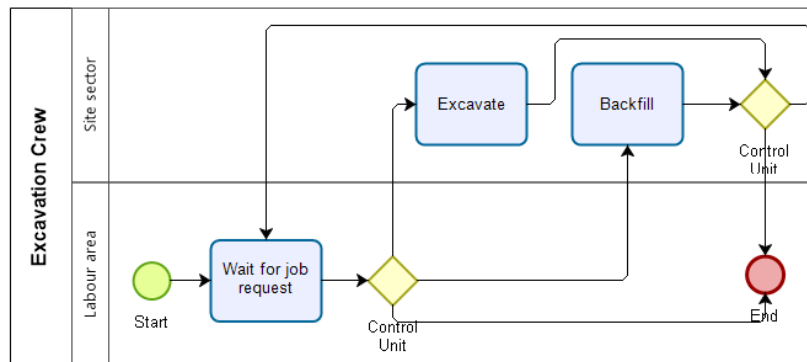 Excavation Crew
Site sector
Excavate
Backfill
Control
Unit
Labour area
Start
Wait for job
request
Control
Unit
End